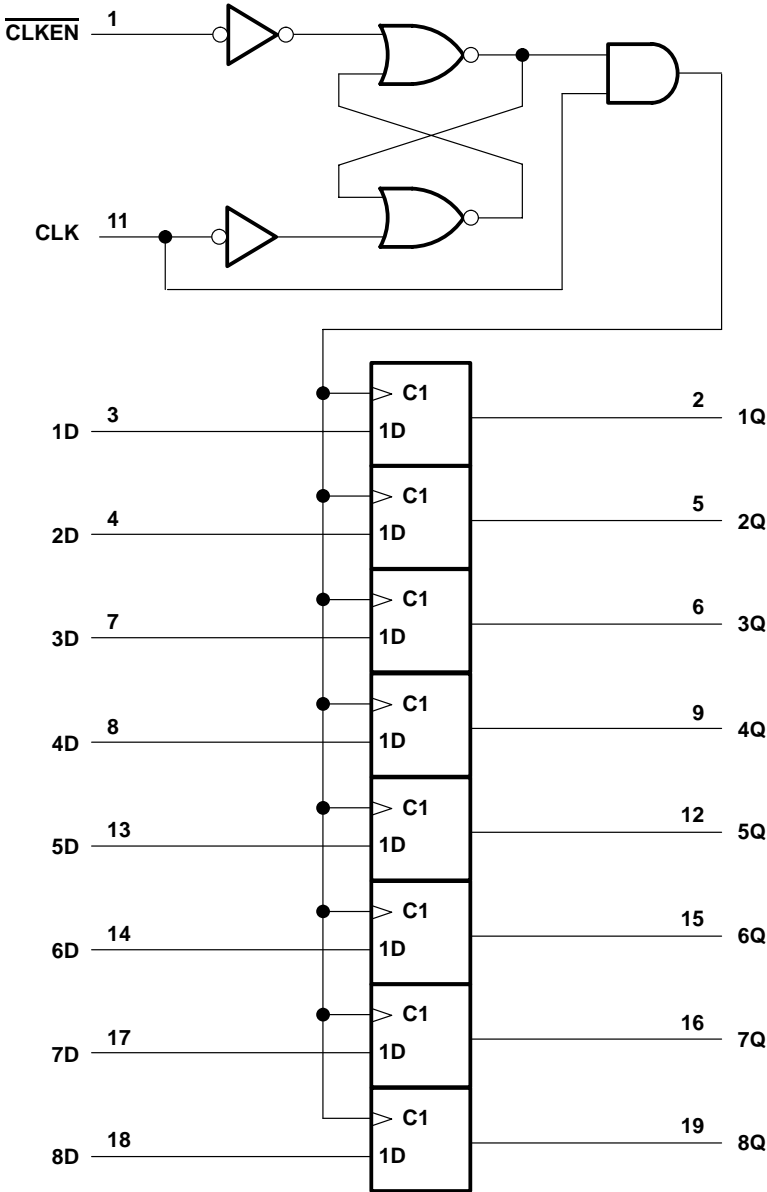 CLKEN 1
CLK 11
C1
1D 3 1D 2 1Q
C1
2D 4 1D 5 2Q
C1
3D 7 1D 6 3Q
C1
4D 8 1D 9 4Q
C1
5D 13 1D 12 5Q
C1
6D 14 1D 15 6Q
C1
7D 17 1D 16 7Q
C1
8D 18 1D 19 8Q